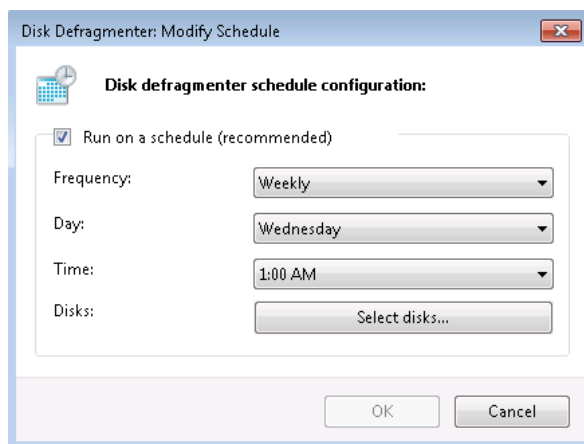 Disk Defragmenter: Modify Schedule
Disk defragmenter schedule configuration:
Run on a schedule (recommended)
Frequency: Weekly
Day: Wednesday
Time: 1:00 AM
Disks: Select disks...
OK Cancel